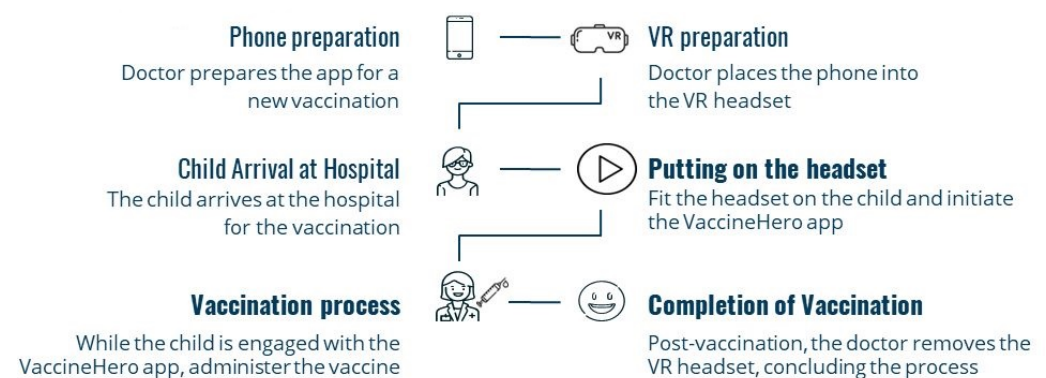 Phone preparation
Doctor prepares the app for a
new vaccination
VR
VR preparation
Doctor places the phone into
the VR headset
Child Arrival at Hospital
The child arrives at the hospital
for the vaccination
Putting on the headset
Fit the headset on the child and initiate
the VaccineHero app
Vaccination process
While the child is engaged with the
VaccineHero app, administer the vaccine
Completion of Vaccination
Post-vaccination, the doctor removes the
VR headset, concluding the process